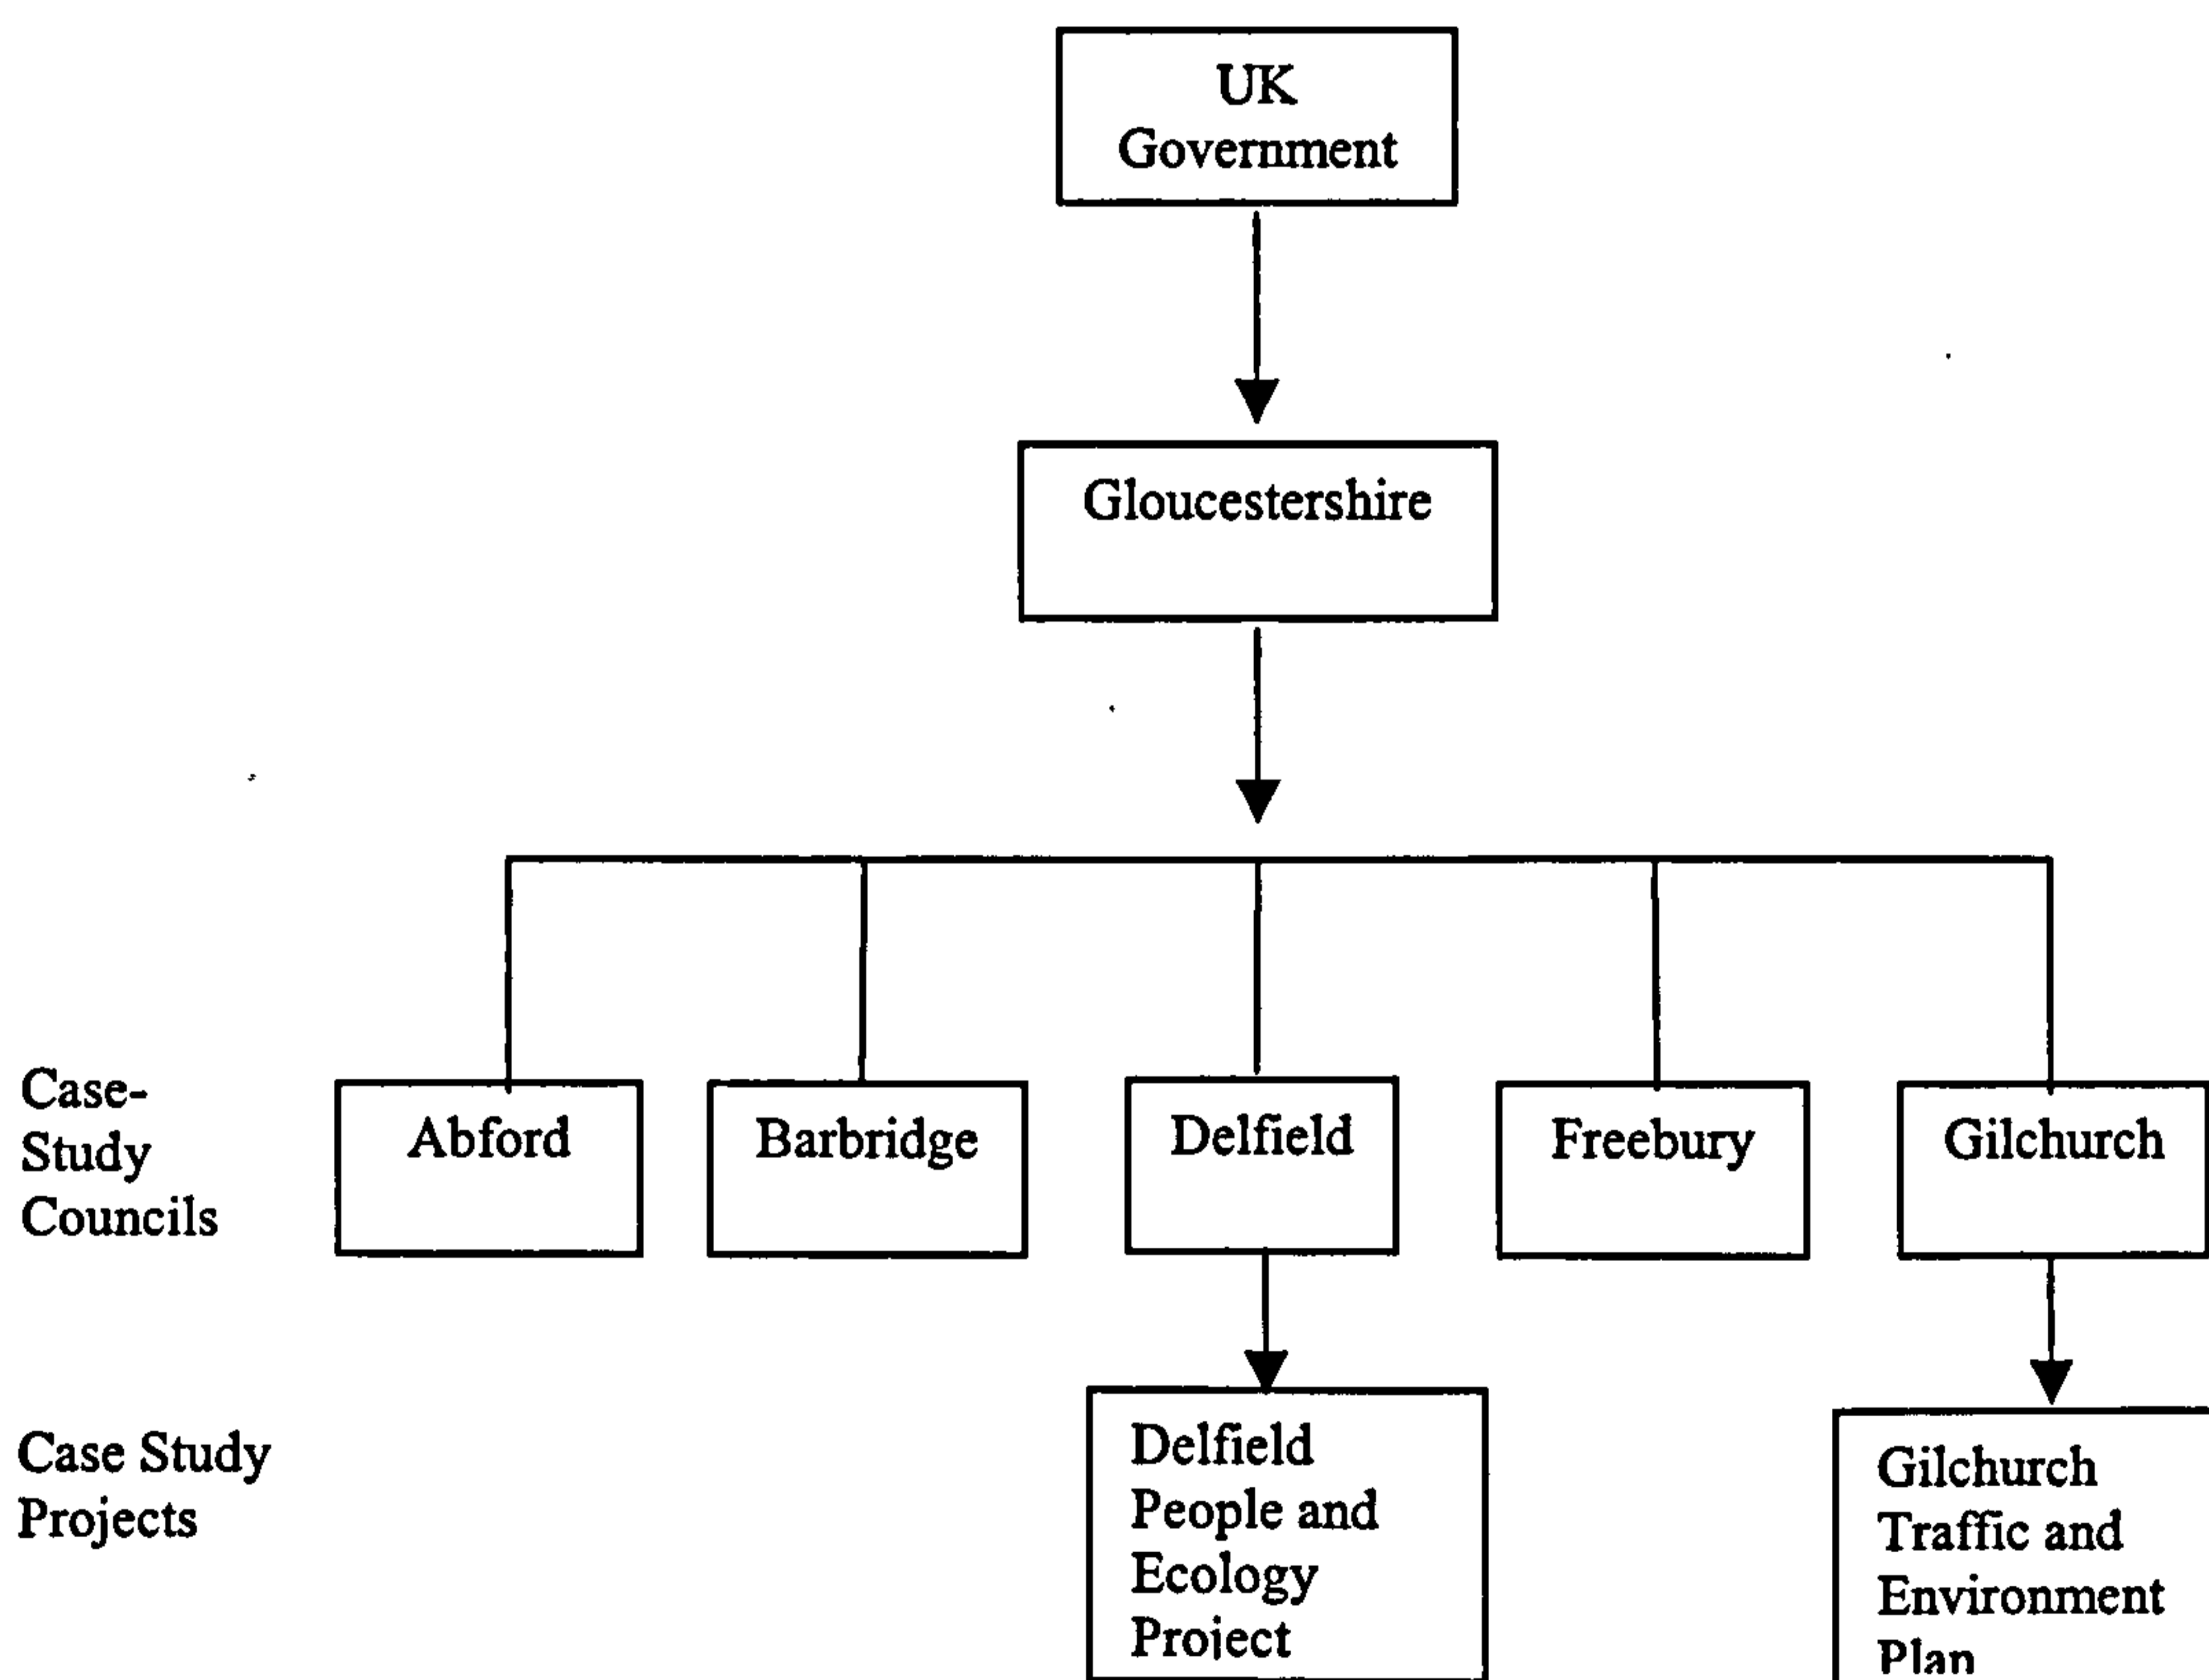 UK
Government
Gloucestershire
Case-
Study
Councils
Abford
Barbridge
Delfield
Freebury
Gilchurch
Case Study
Projects
Delfield
People and
Ecology
Project
Gilchurch
Traffic and
Environment
Plan